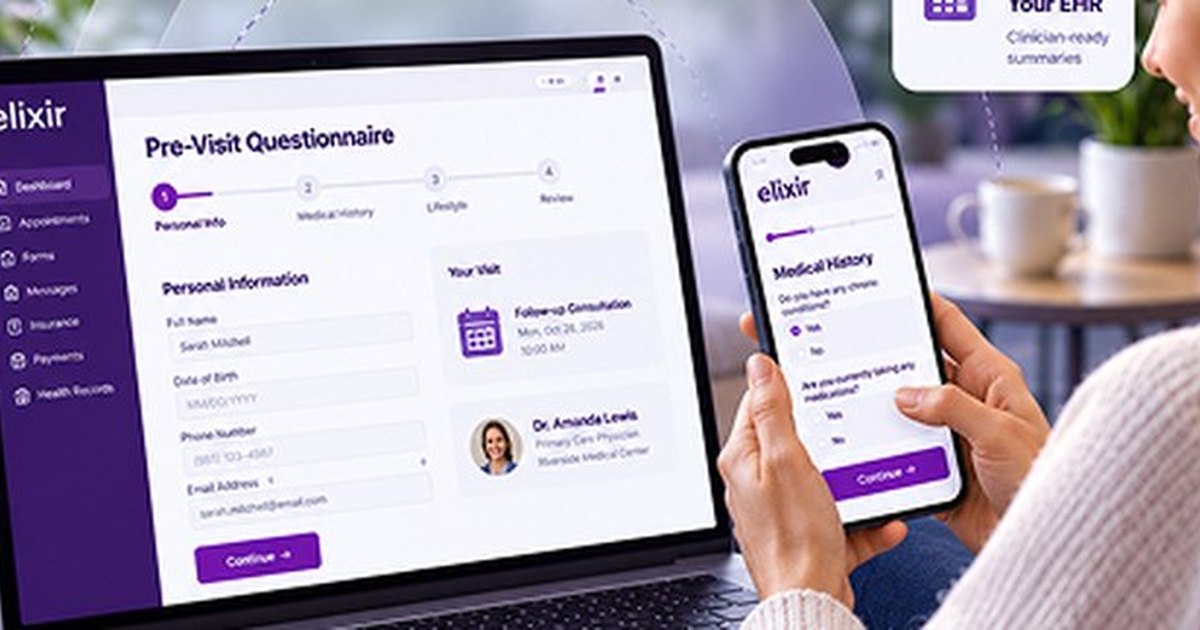 Your EHR
Clinician-ready
summaries
elixir
Dashboard
Appointments
Forms
Messages
Insurance
Payments
Health Records
Pre-Visit Questionnaire
1
2
3
4
Personal Info
Medical History
Lifestyle
Review
Personal Information
Full Name
Sarah Mitchell
Date of Birth
MM/DD/YYYY
Phone Number
Email Address
sarah.mitchell@email.com
Continue →
Your Visit
Follow-up Consultation
Mon, Oct 28, 2026
10:00 AM
Dr. Amanda Lewis
Primary Care Physician
Riverside Medical Center
elixir
Medical History
Do you have any chronic
conditions?
Yes
No
Are you currently taking any
medications?
Yes
No
Continue →